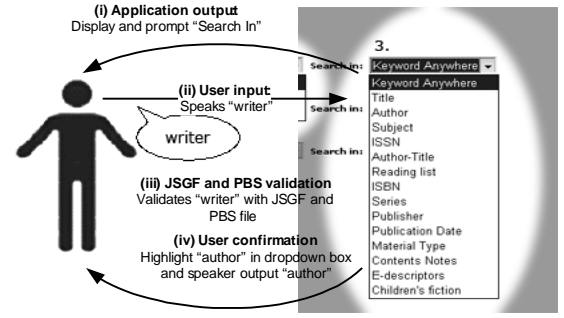 (i) Application output
Display and prompt “Search In”
3.
Search in: Keyword Anywhere
(ii) User input
Speaks “writer”
writer
Search in:
Search in:
Keyword Anywhere
Title
Author
Subject
ISSN
Author-Title
Reading list
ISBN
Series
Publisher
Publication Date
Material Type
Contents Notes
E-descriptors
Children's fiction
(iii) JSGF and PBS validation
Validates “writer” with JSGF and
PBS file
(iv) User confirmation
Highlight “author” in dropdown box
and speaker output “author”